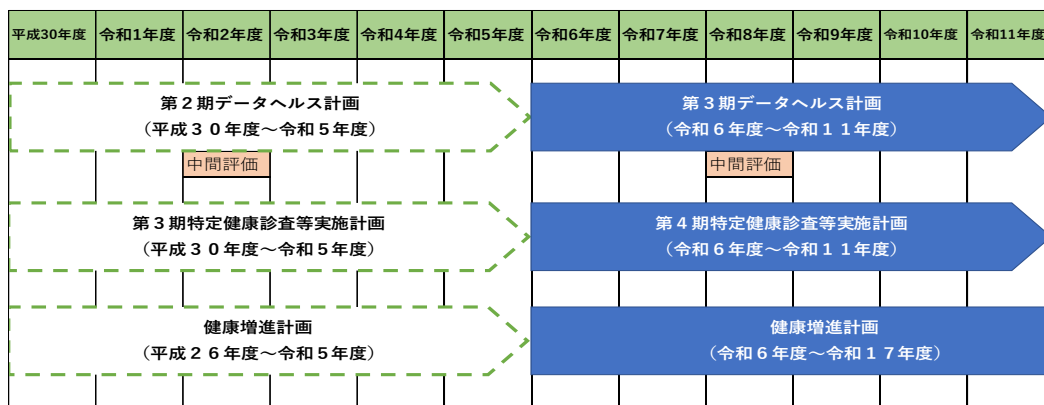 平成30年度 令和1年度 令和2年度 令和3年度 令和4年度 令和5年度 令和6年度 令和7年度 令和8年度 令和9年度 令和10年度 令和11年度
第２期データヘルス計画
（平成３０年度～令和５年度）
第３期データヘルス計画
（令和６年度～令和１１年度）
中間評価
中間評価
第３期特定健康診査等実施計画
（平成３０年度～令和５年度）
第４期特定健康診査等実施計画
（令和６年度～令和１１年度）
健康増進計画
（平成２６年度～令和５年度）
健康増進計画
（令和６年度～令和１７年度）